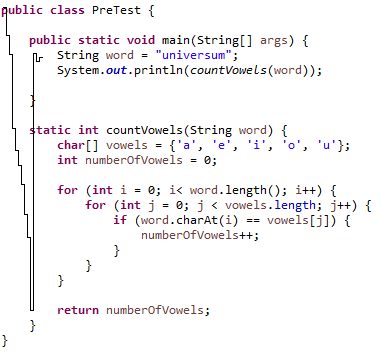 public class PreTest {
public static void main(String[] args) {
String word = "universum";
System.out.println(countVowels(word));
}
static int countVowels(String word) {
char[] vowels = {'a', 'e', 'i', 'o', 'u'};
int numberOfVowels = 0;
for (int i = 0; i< word.length(); i++) {
for (int j = 0; j < vowels.length; j++) {
if (word.charAt(i) == vowels[j]) {
numberOfVowels++;
}
}
}
return numberOfVowels;
}
}